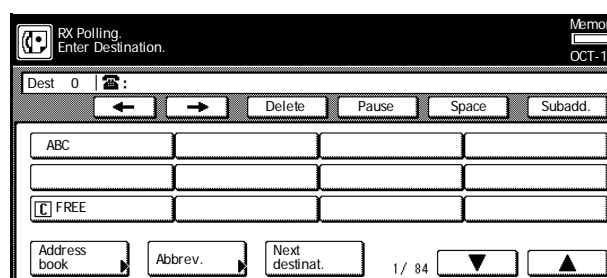 RX Polling. Memo
Enter Destination.
OCT-1
Dest 0 :
Delete Pause Space Subadd.
ABC
C FREE
Address book Abbrev. Next destinat. 1/ 84